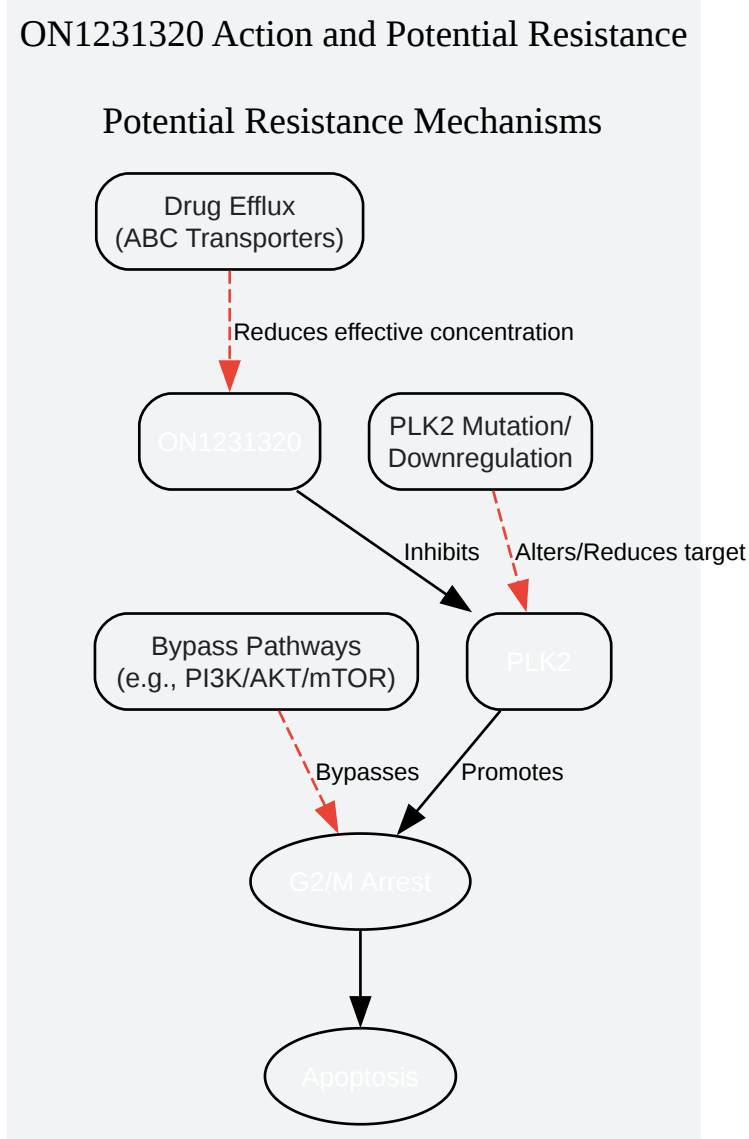 ON1231320 Action and Potential Resistance
Potential Resistance Mechanisms
Drug Efflux
(ABC Transporters)
Reduces effective concentration
ON1231320
PLK2 Mutation/
Downregulation
Inhibits
Alters/Reduces target
Bypass Pathways
(e.g., PI3K/AKT/mTOR)
PLK2
Bypasses
Promotes
G2/M Arrest
Apoptosis